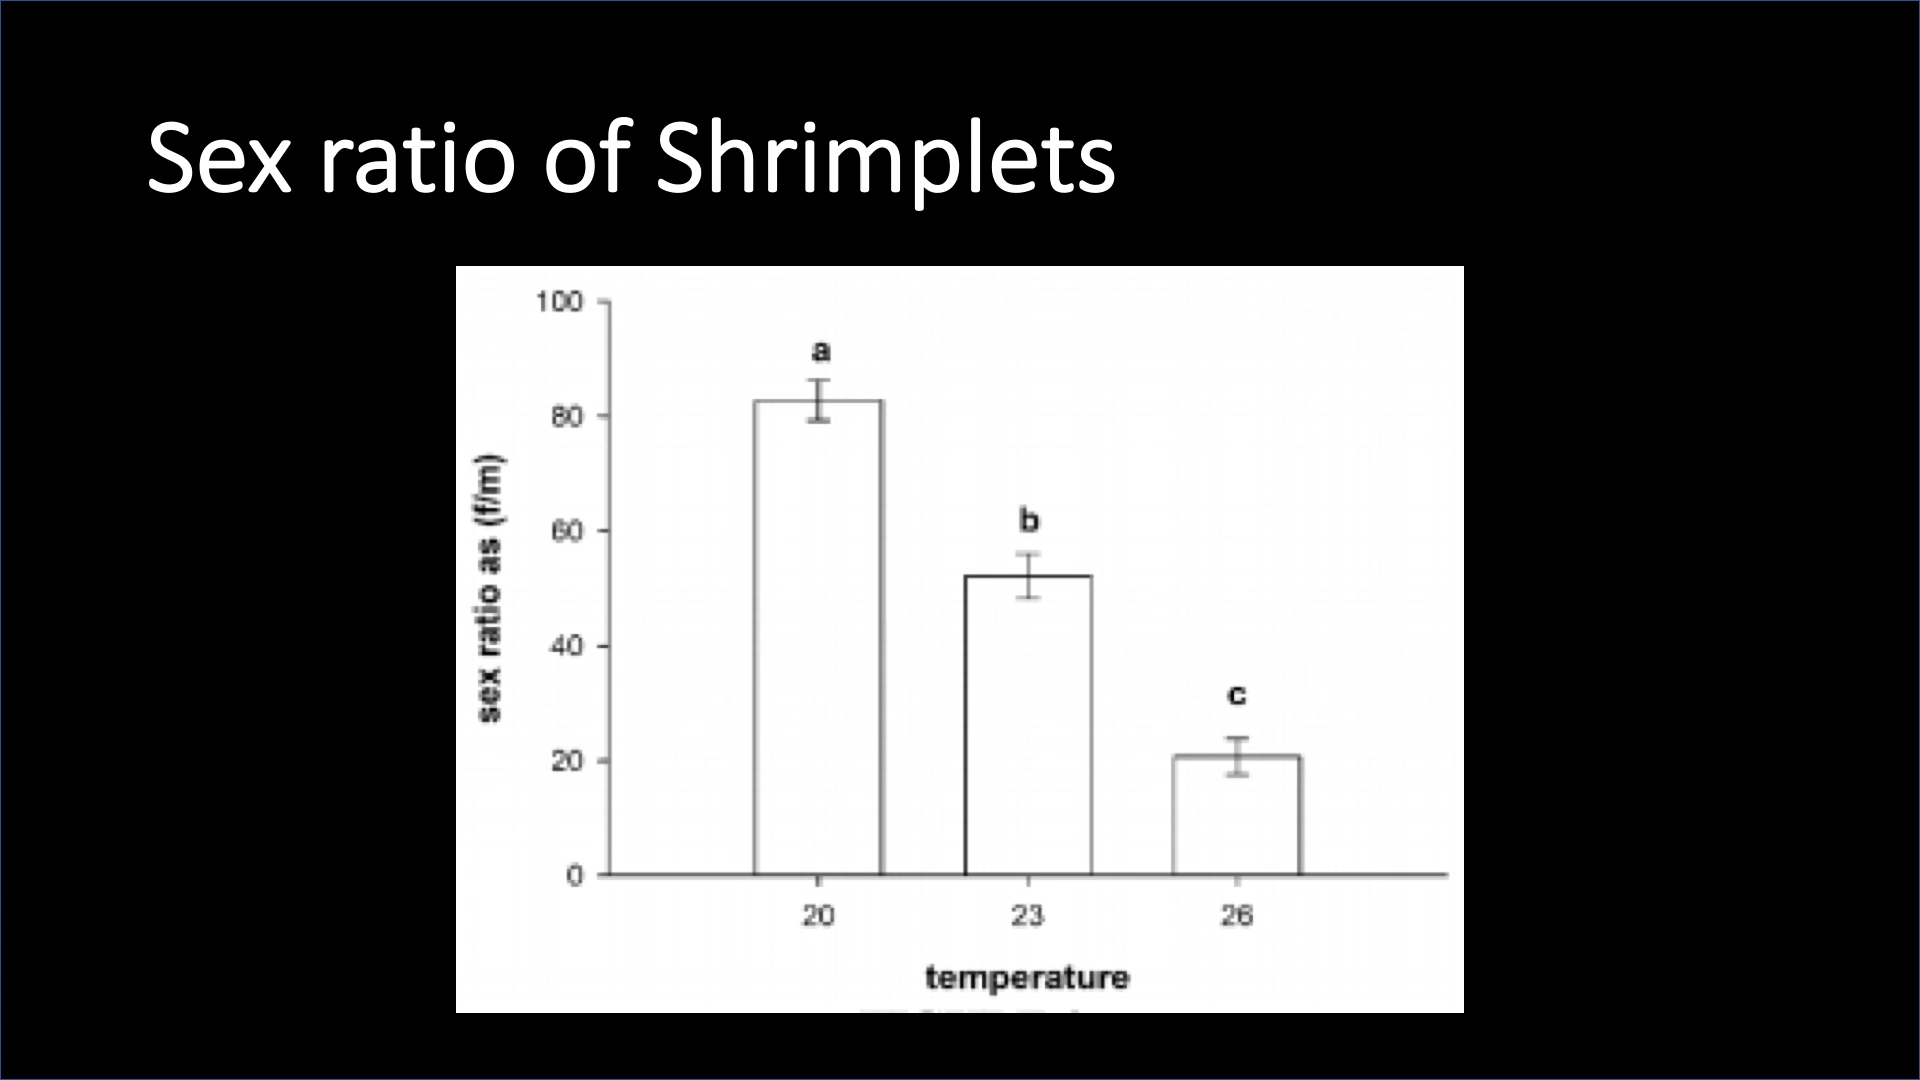 Sex ratio of Shrimplets
100
80
60
40
20
0
sex ratio as (f/m)
a
b
c
20
23
26
temperature